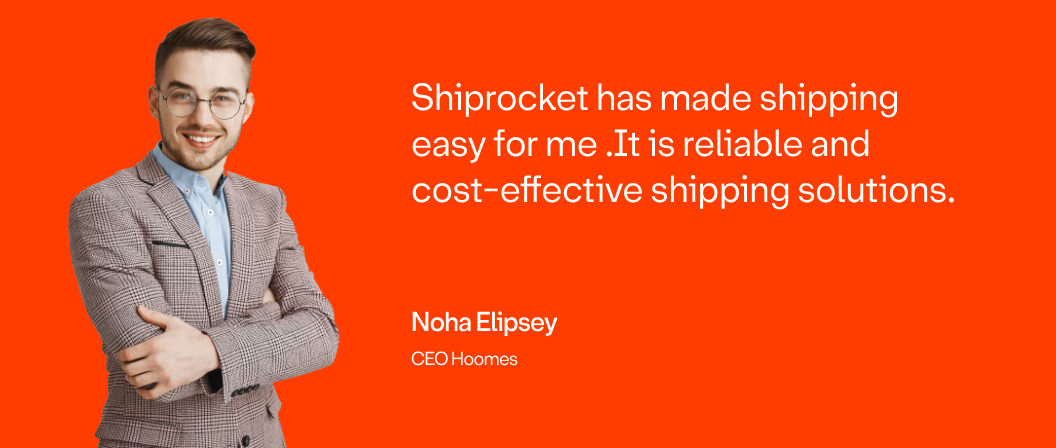 Shiprocket has made shipping
easy for me .It is reliable and
cost-effective shipping solutions.
Noha Elipsey
CEO Hoomes